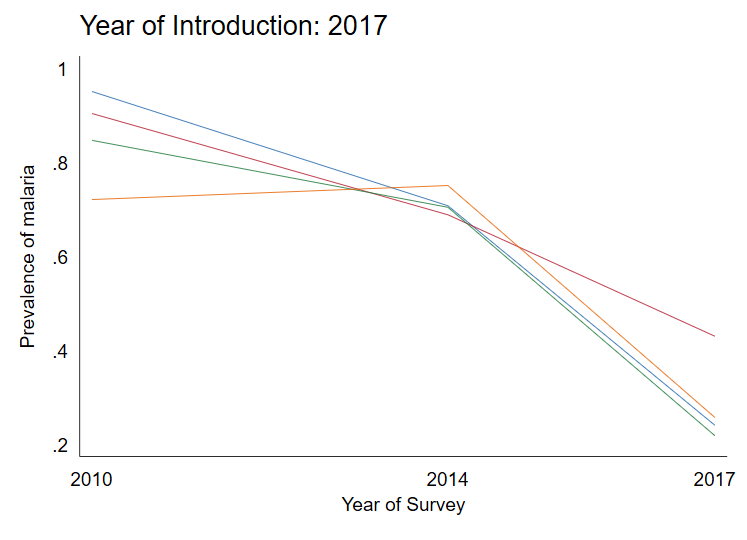 Year of Introduction: 2017
Prevalence of malaria
1
.8
.6
.4
.2
2010
2014
2017
Year of Survey